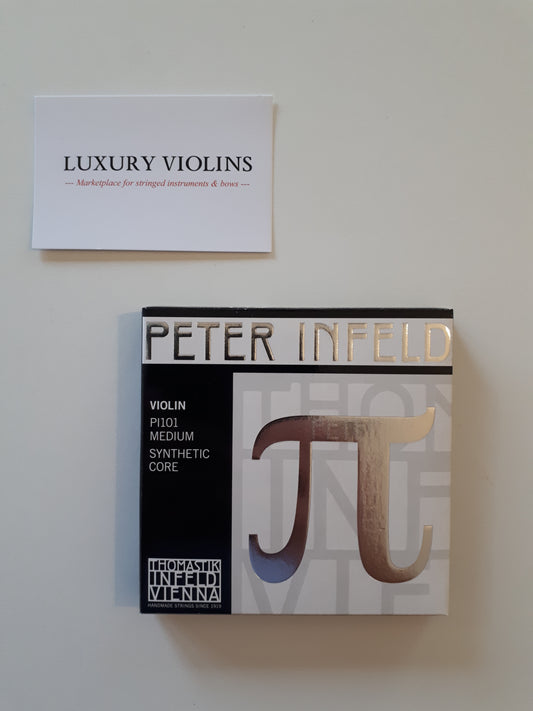 LUXURY VIOLINS
--- Marketplace for stringed instruments & bows ---
PETER INFELD
VIOLIN
PI101
MEDIUM
SYNTHETIC
CORE
π
THOMASTIK
INFELD
VIENNA
HANDMADE STRINGS SINCE 1919